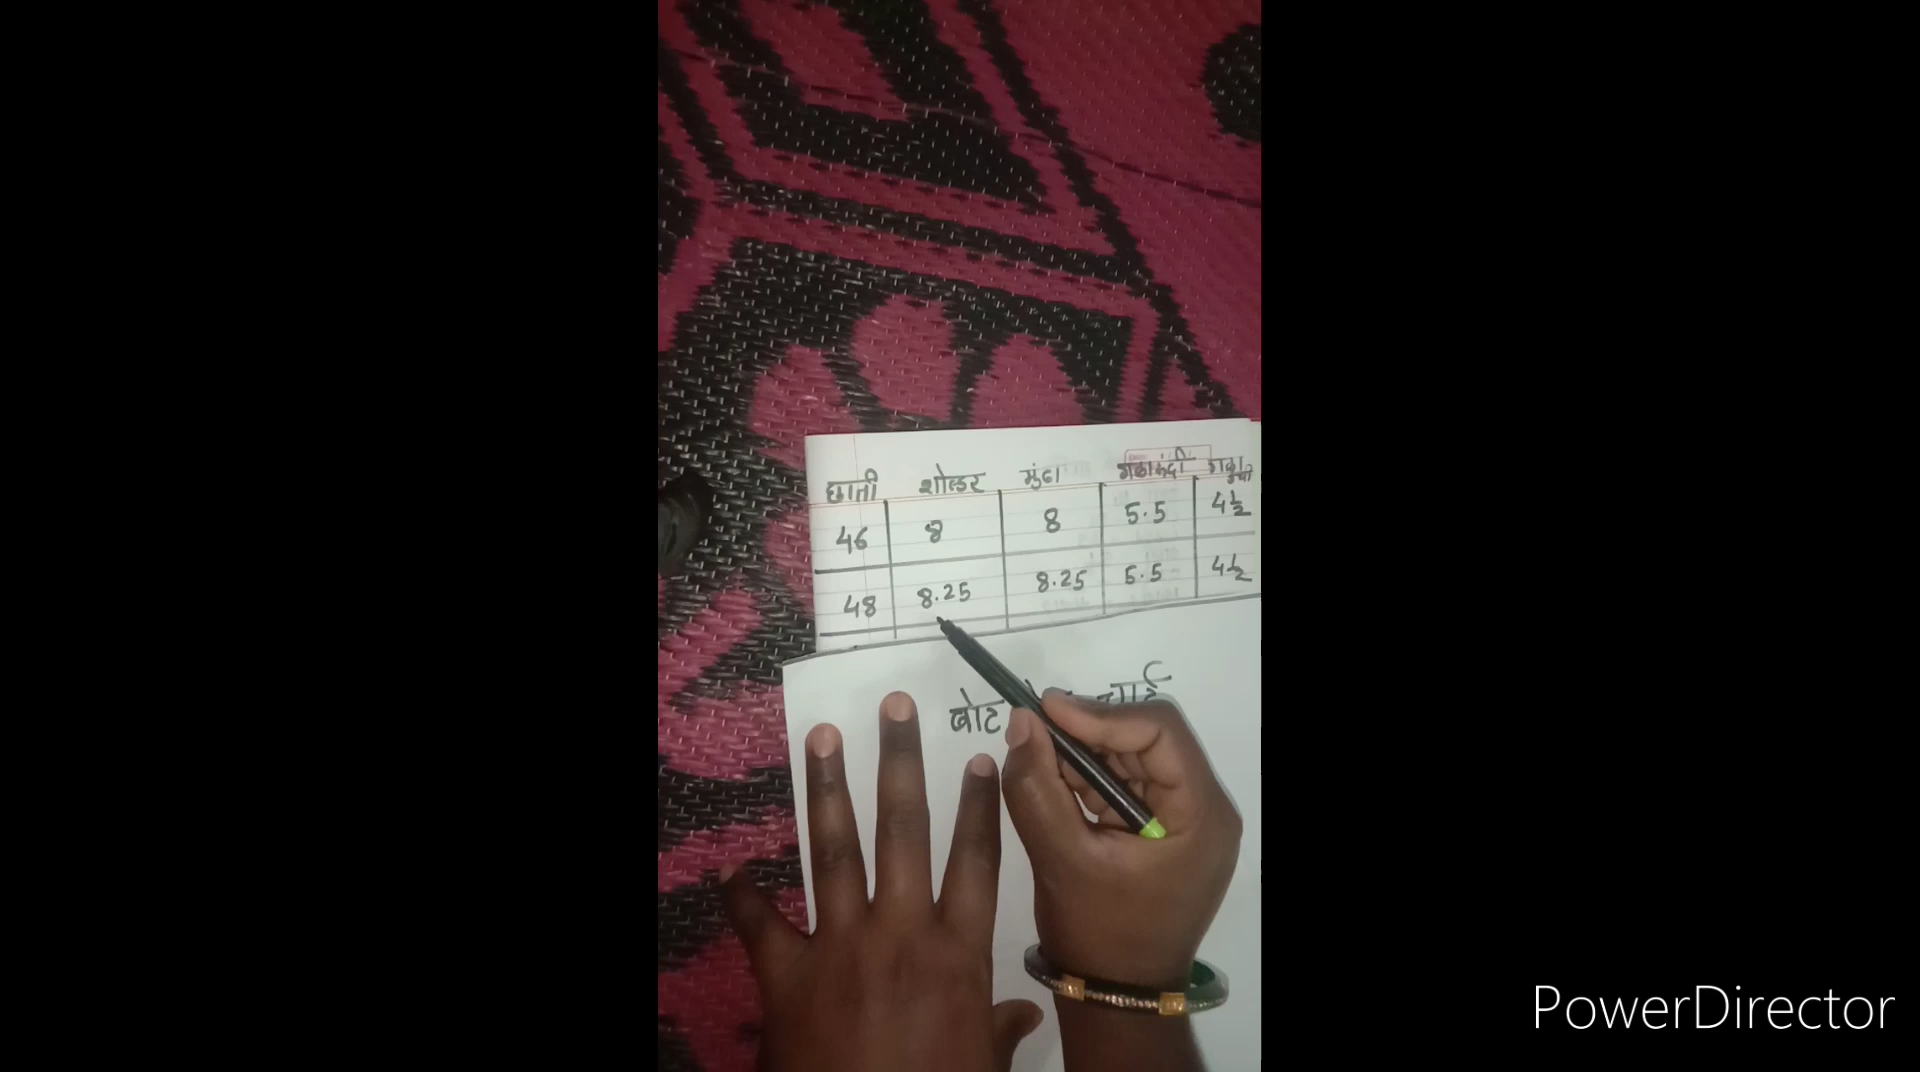 छाती शोल्डर मुंढा गळारुंदी
46 8 8 5.5 4½
48 8.25 8.25 5.5 4½
बोट चार्ट
PowerDirector